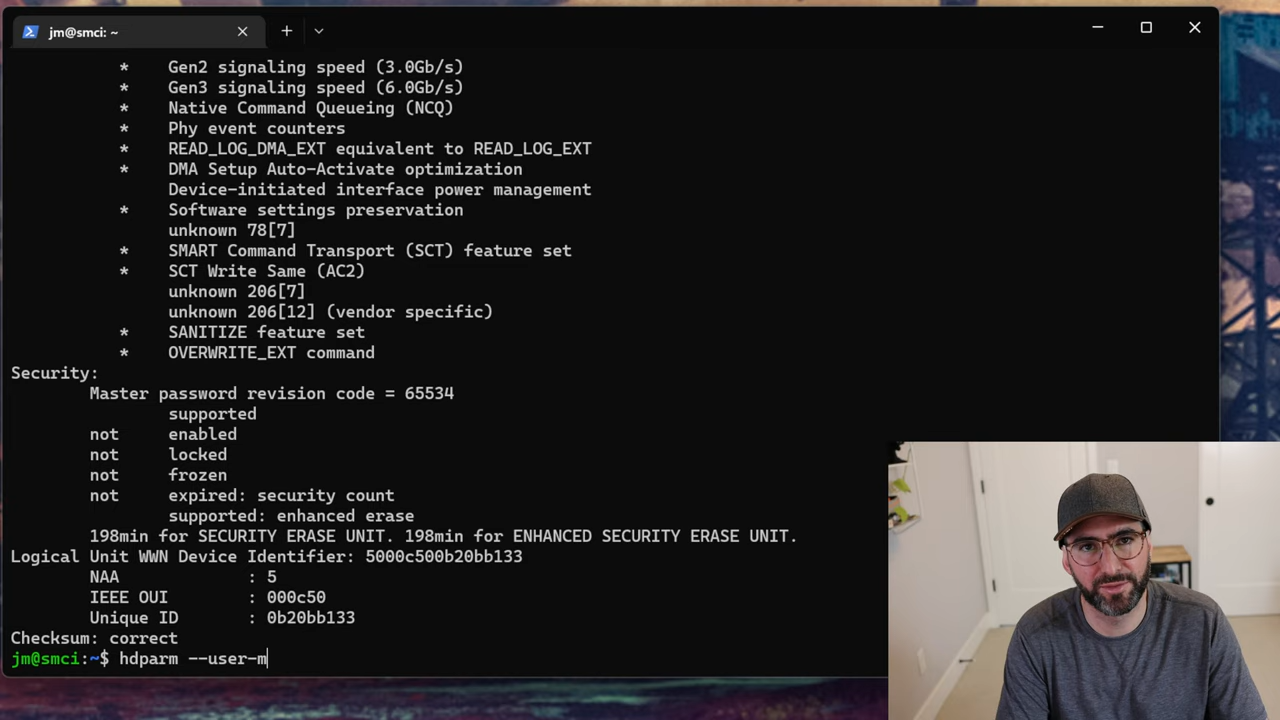 jm@smci: ~
* Gen2 signaling speed (3.0Gb/s)
* Gen3 signaling speed (6.0Gb/s)
* Native Command Queueing (NCQ)
* Phy event counters
* READ_LOG_DMA_EXT equivalent to READ_LOG_EXT
* DMA Setup Auto-Activate optimization
Device-initiated interface power management
* Software settings preservation
unknown 78[7]
* SMART Command Transport (SCT) feature set
* SCT Write Same (AC2)
unknown 206[7]
unknown 206[12] (vendor specific)
* SANITIZE feature set
* OVERWRITE_EXT command
Security:
Master password revision code = 65534
supported
not enabled
not locked
not frozen
not expired: security count
supported: enhanced erase
198min for SECURITY ERASE UNIT. 198min for ENHANCED SECURITY ERASE UNIT.
Logical Unit WWN Device Identifier: 5000c500b20bb133
NAA : 5
IEEE OUI : 000c50
Unique ID : 0b20bb133
Checksum: correct
jm@smci:~$ hdparm --user-m